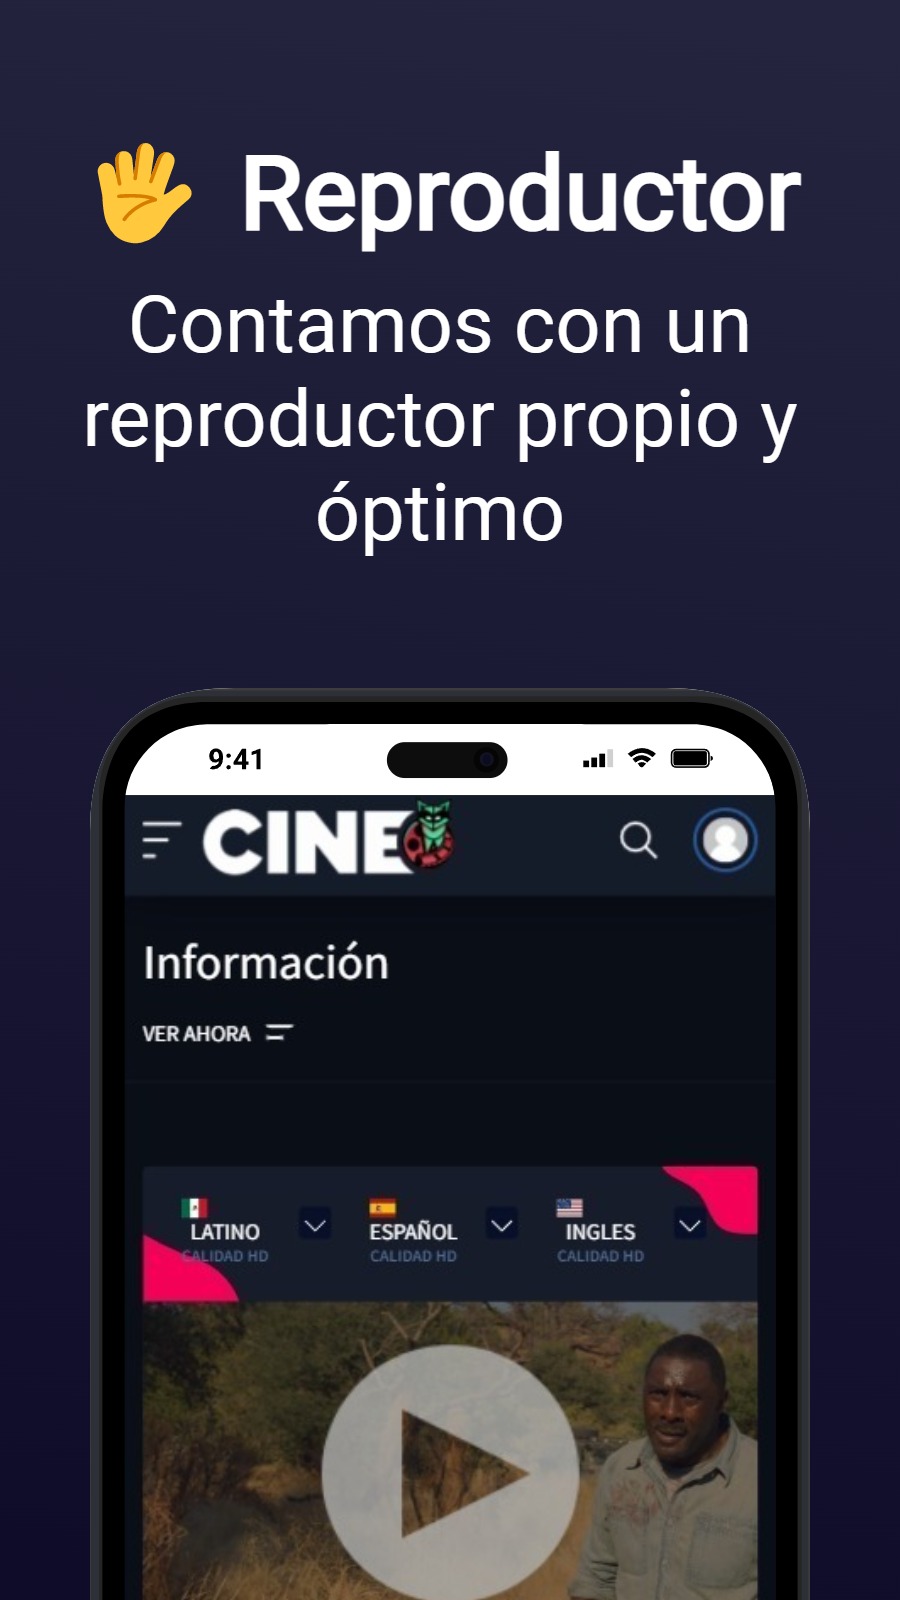 Reproductor
Contamos con un
reproductor propio y
óptimo
9:41
CINE
Información
VER AHORA
LATINO
CALIDAD HD
ESPAÑOL
CALIDAD HD
INGLES
CALIDAD HD